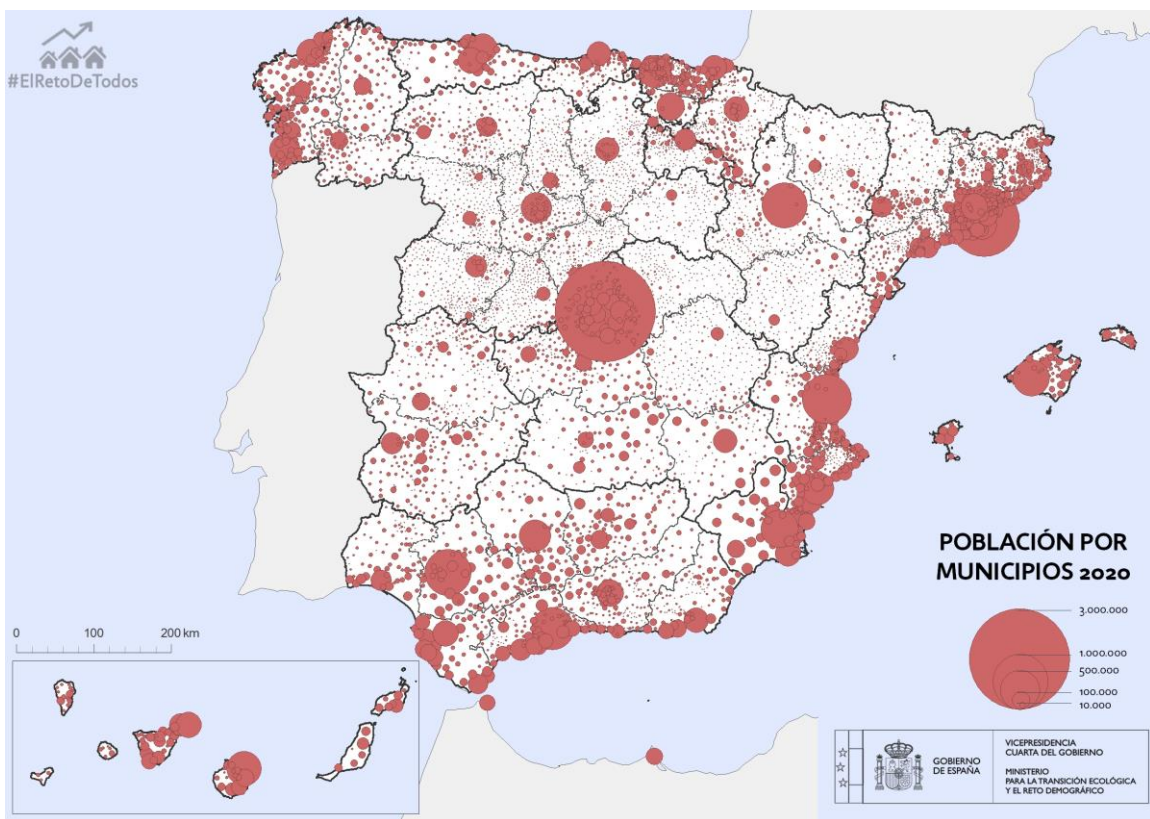 #ElRetoDeTodos
POBLACIÓN POR
MUNICIPIOS 2020
3.000.000
1.000.000
500.000
100.000
10.000
0 100 200 km
GOBIERNO
DE ESPAÑA
VICEPRESIDENCIA
CUARTA DEL GOBIERNO
MINISTERIO
PARA LA TRANSICIÓN ECOLÓGICA
Y EL RETO DEMOGRÁFICO